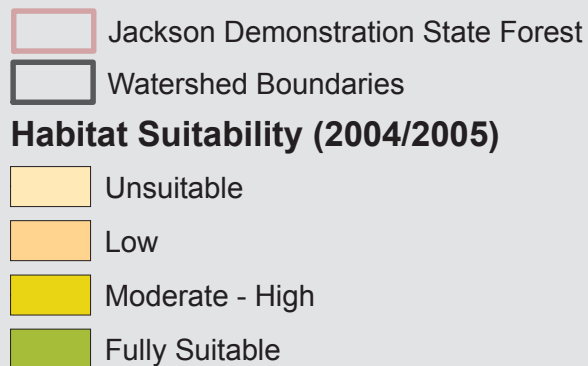 Jackson Demonstration State Forest
Watershed Boundaries
Habitat Suitability (2004/2005)
Unsuitable
Low
Moderate - High
Fully Suitable